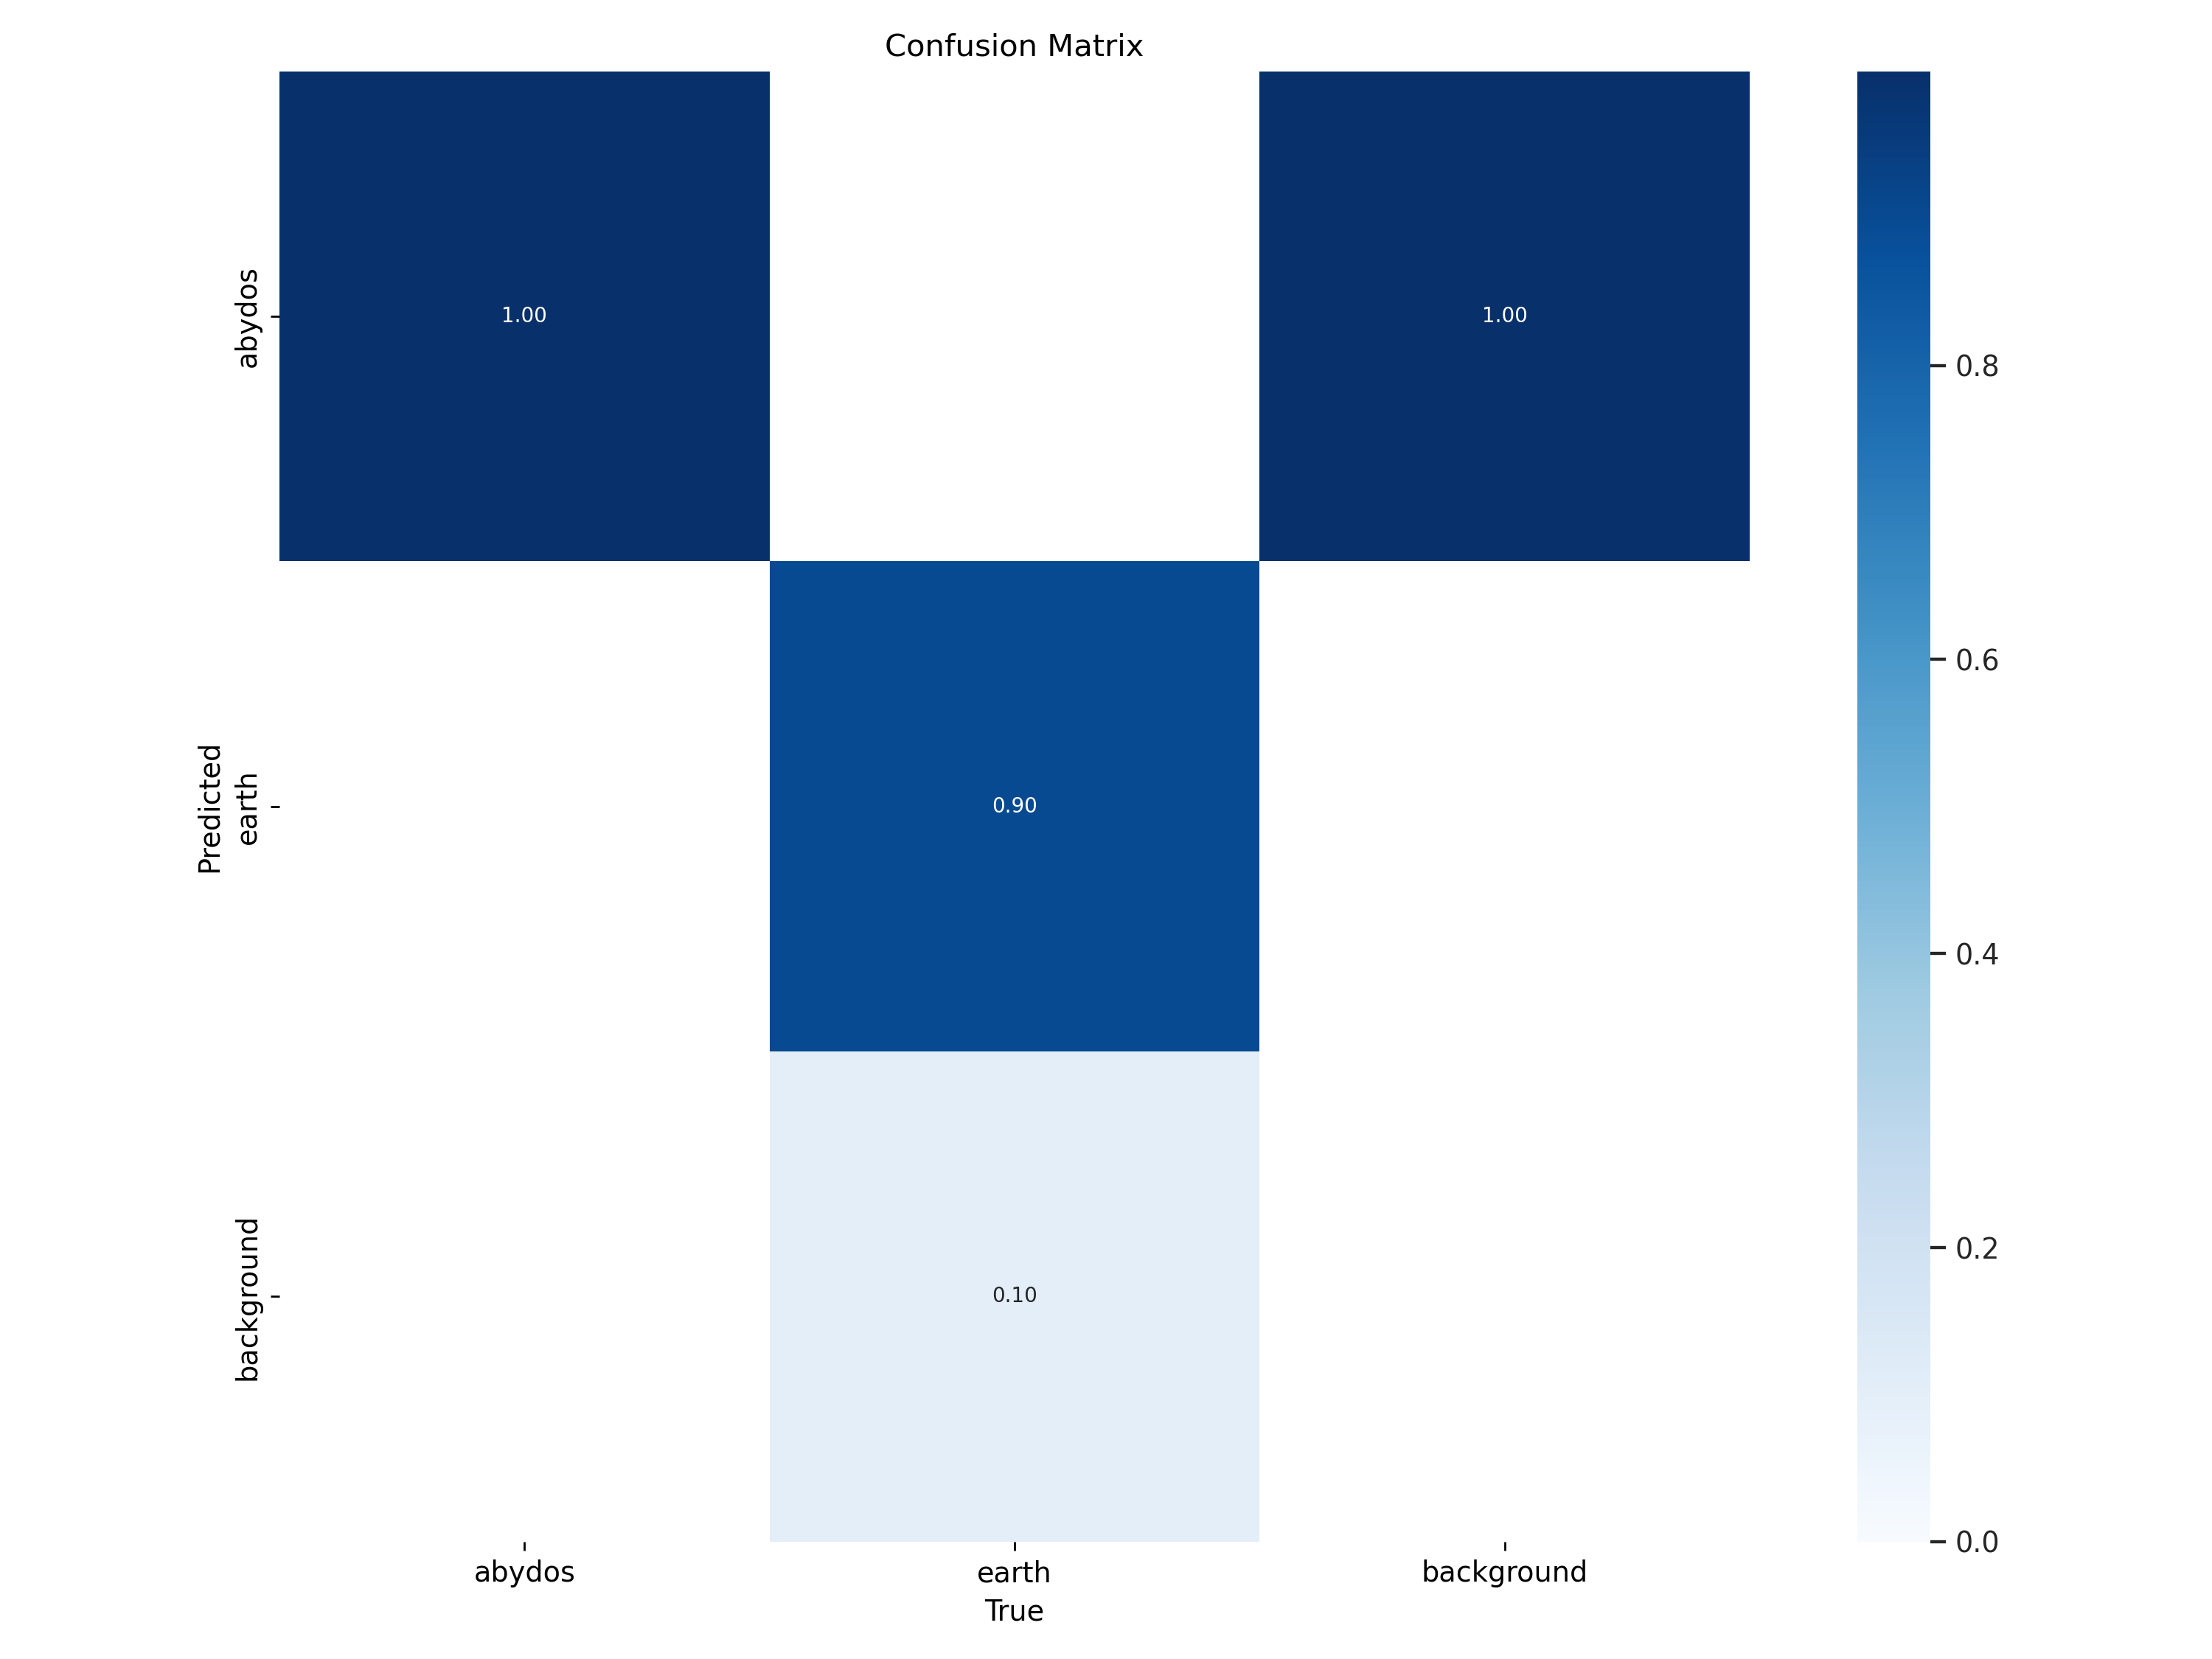 Confusion Matrix
abydos
1.00
1.00
0.8
0.6
Predicted
earth
0.90
0.4
background
0.10
0.2
0.0
abydos
earth
background
True